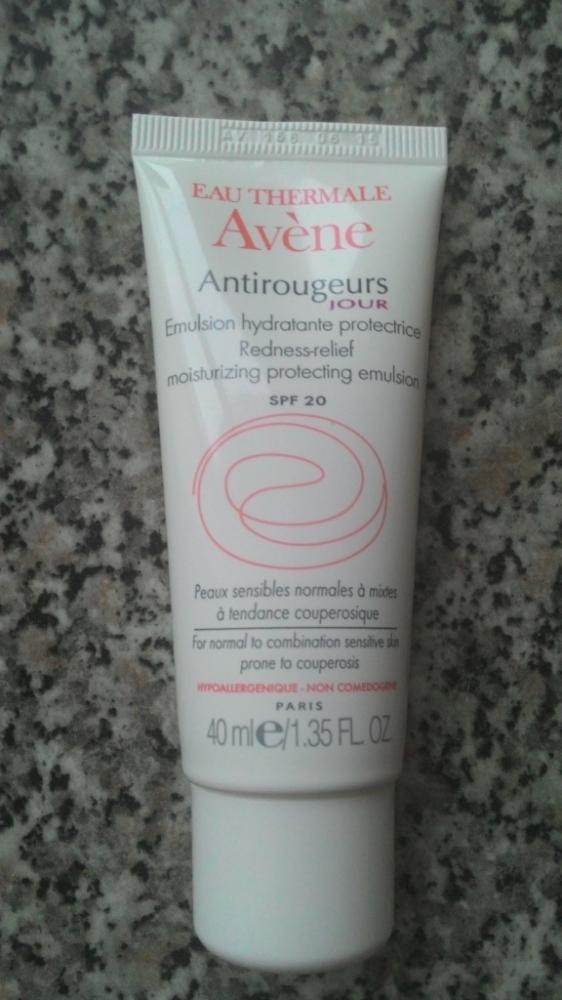 EAU THERMALE
Avène
Antirougeurs
JOUR
Emulsion hydratante protectrice
Redness-relief
moisturizing protecting emulsion
SPF 20
Peaux sensibles normales à mixtes
à tendance couperosique
For normal to combination sensitive skin
prone to couperosis
HYPOALLERGENIQUE - NON COMEDOGENE
PARIS
40 ml e/1.35 FL. OZ